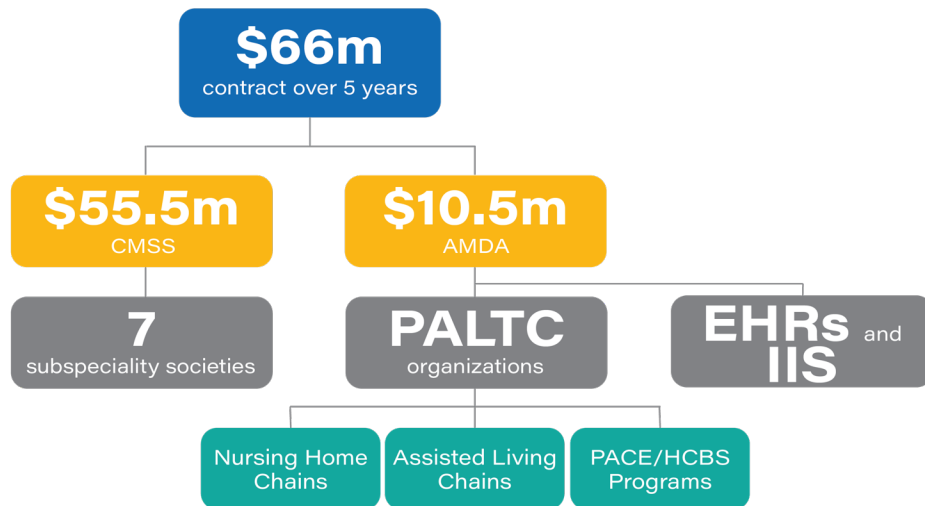 $66m
contract over 5 years
$55.5m
CMSS
$10.5m
AMDA
7
subspeciality societies
PALTC
organizations
EHRs and
IIS
Nursing Home
Chains
Assisted Living
Chains
PACE/HCBS
Programs